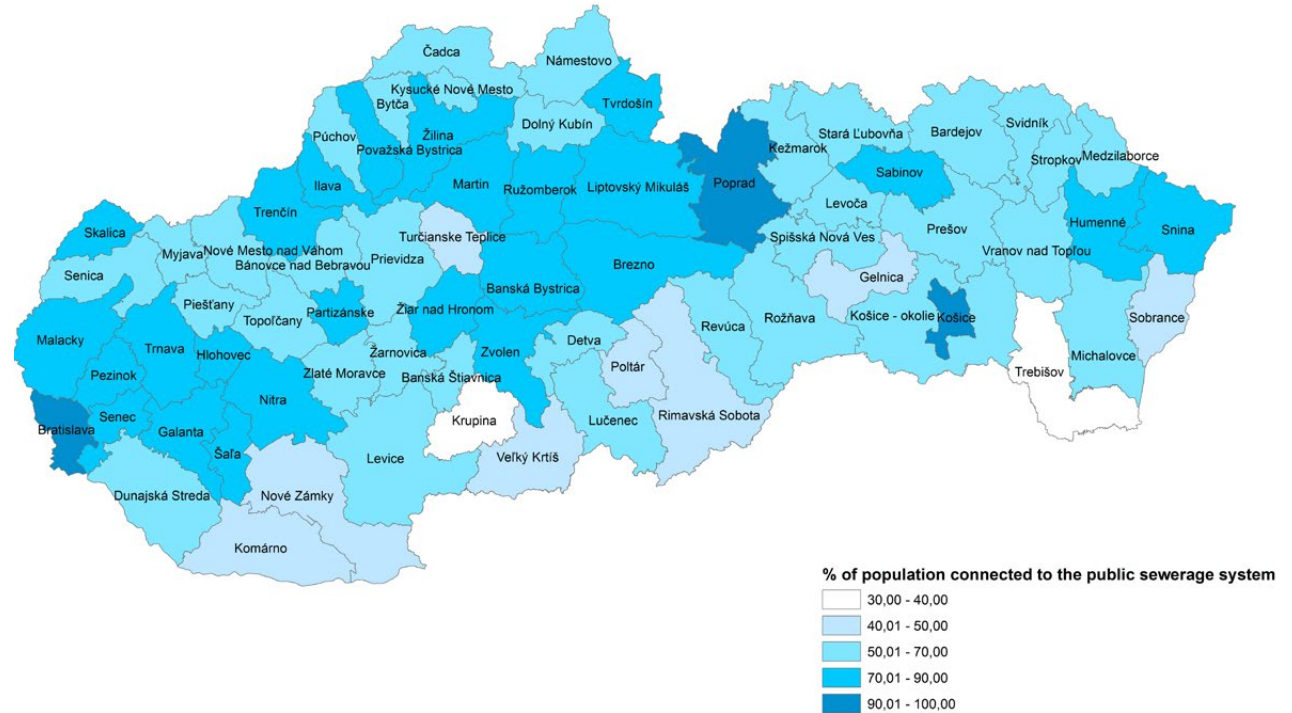 Čadca
Námestovo
Kysucké Nové Mesto
Bytča
Tvrdošín
Púchov
Žilina
Dolný Kubín
Považská Bystrica
Stará Ľubovňa
Bardejov
Svidník
Kežmarok
Stropkov
Medzilaborce
Ilava
Martin
Ružomberok
Liptovský Mikuláš
Poprad
Sabinov
Levoča
Trenčín
Humenné
Snina
Skalica
Turčianske Teplice
Spišská Nová Ves
Prešov
Myjava
Nové Mesto nad Váhom
Prievidza
Vranov nad Topľou
Bánovce nad Bebravou
Brezno
Senica
Gelnica
Banská Bystrica
Piešťany
Partizánske
Žiar nad Hronom
Topoľčany
Rožňava
Košice - okolie
Košice
Sobrance
Revúca
Malacky
Trnava
Hlohovec
Žarnovica
Zvolen
Detva
Michalovce
Pezinok
Zlaté Moravce
Banská Štiavnica
Poltár
Trebišov
Nitra
Senec
Krupina
Rimavská Sobota
Bratislava
Galanta
Lučenec
Šaľa
Levice
Veľký Krtíš
Dunajská Streda
Nové Zámky
Komárno
% of population connected to the public sewerage system
30,00 - 40,00
40,01 - 50,00
50,01 - 70,00
70,01 - 90,00
90,01 - 100,00